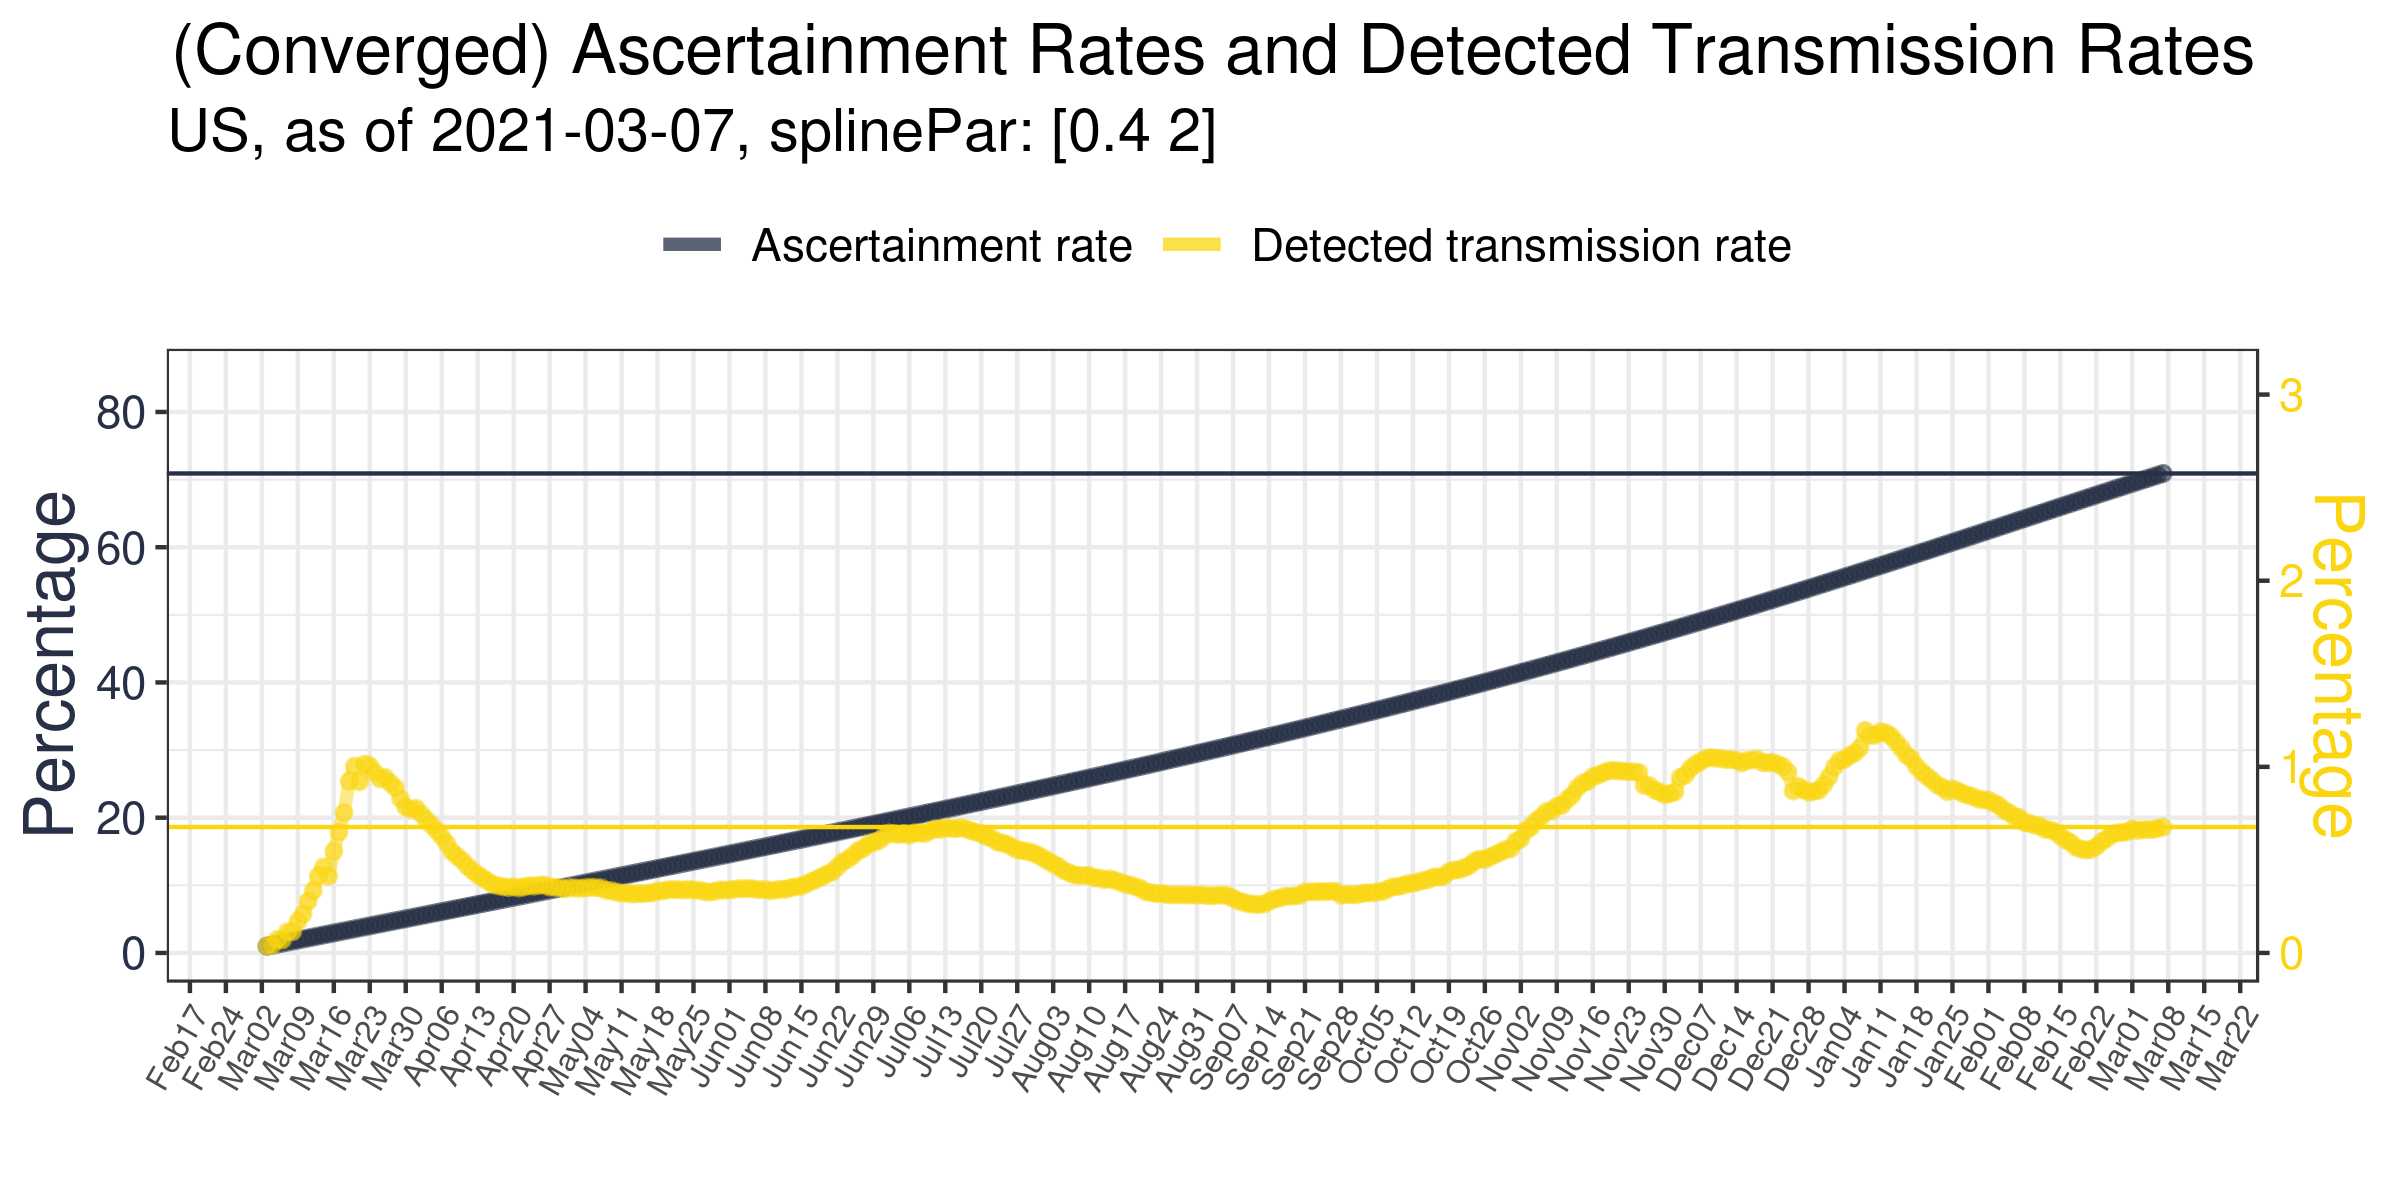 (Converged) Ascertainment Rates and Detected Transmission Rates
US, as of 2021-03-07, splinePar: [0.4 2]
Ascertainment rate
Detected transmission rate
Percentage
80
60
40
20
0
3
2
1
0
Percentage
Feb17
Feb24
Mar02
Mar09
Mar16
Mar23
Mar30
Apr06
Apr13
Apr20
Apr27
May04
May11
May18
May25
Jun01
Jun08
Jun15
Jun22
Jun29
Jul06
Jul13
Jul20
Jul27
Aug03
Aug10
Aug17
Aug24
Aug31
Sep07
Sep14
Sep21
Sep28
Oct05
Oct12
Oct19
Oct26
Nov02
Nov09
Nov16
Nov23
Nov30
Dec07
Dec14
Dec21
Dec28
Jan04
Jan11
Jan18
Jan25
Feb01
Feb08
Feb15
Feb22
Mar01
Mar08
Mar15
Mar22